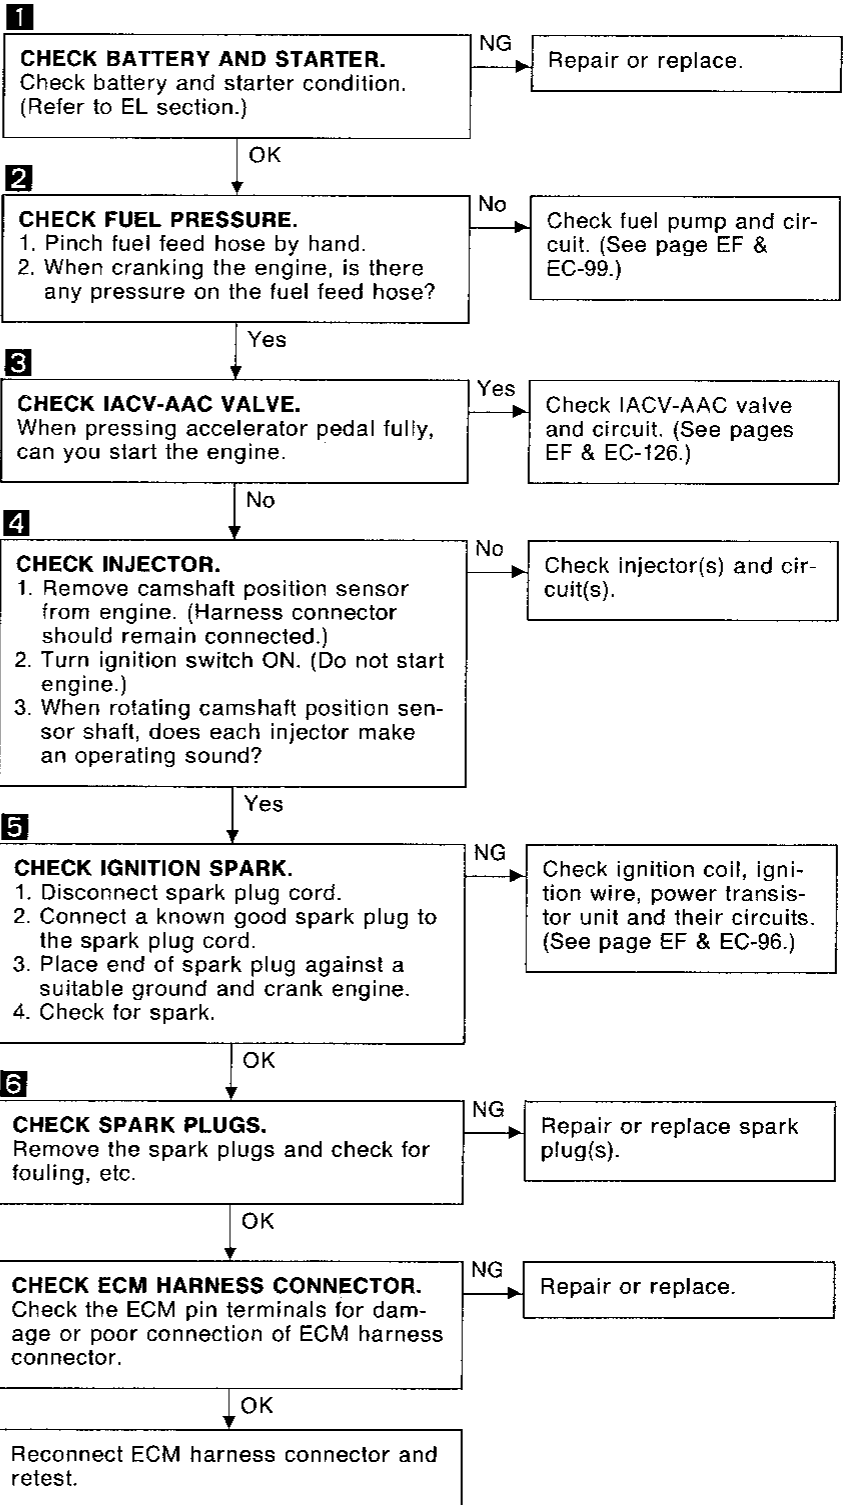 1
CHECK BATTERY AND STARTER.
Check battery and starter condition.
(Refer to EL section.)
NG
Repair or replace.
OK
2
CHECK FUEL PRESSURE.
1. Pinch fuel feed hose by hand.
2. When cranking the engine, is there
any pressure on the fuel feed hose?
No
Check fuel pump and cir-
cuit. (See page EF &
EC-99.)
Yes
3
CHECK IACV-AAC VALVE.
When pressing accelerator pedal fully,
can you start the engine.
Yes
Check IACV-AAC valve
and circuit. (See pages
EF & EC-126.)
No
4
CHECK INJECTOR.
1. Remove camshaft position sensor
from engine. (Harness connector
should remain connected.)
2. Turn ignition switch ON. (Do not start
engine.)
3. When rotating camshaft position sen-
sor shaft, does each injector make
an operating sound?
No
Check injector(s) and cir-
cuit(s).
Yes
5
CHECK IGNITION SPARK.
1. Disconnect spark plug cord.
2. Connect a known good spark plug to
the spark plug cord.
3. Place end of spark plug against a
suitable ground and crank engine.
4. Check for spark.
NG
Check ignition coil, igni-
tion wire, power transis-
tor unit and their circuits.
(See page EF & EC-96.)
OK
6
CHECK SPARK PLUGS.
Remove the spark plugs and check for
fouling, etc.
NG
Repair or replace spark
plug(s).
OK
CHECK ECM HARNESS CONNECTOR.
Check the ECM pin terminals for dam-
age or poor connection of ECM harness
connector.
NG
Repair or replace.
OK
Reconnect ECM harness connector and
retest.